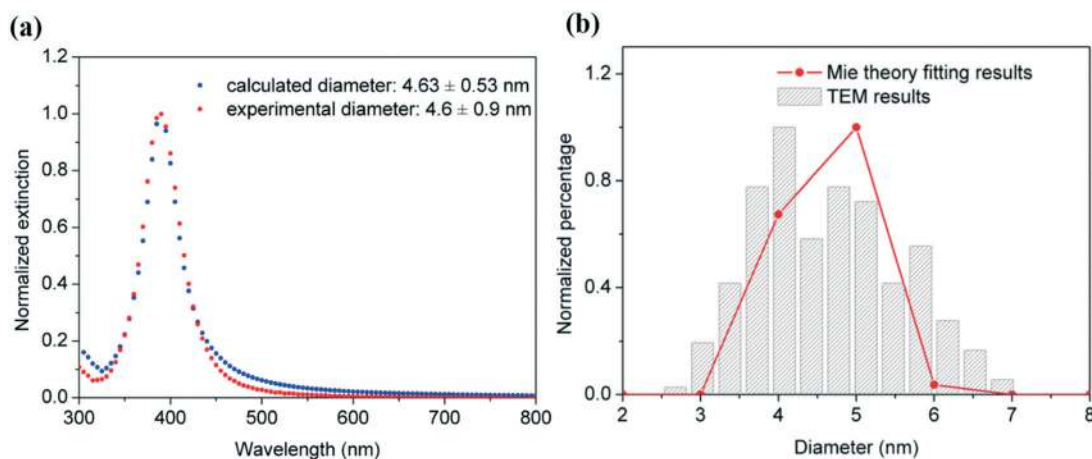 (a)
1.2
1.0
0.8
0.6
0.4
0.2
0.0
Normalized extinction
calculated diameter: 4.63 ± 0.53 nm
experimental diameter: 4.6 ± 0.9 nm
300 400 500 600 700 800
Wavelength (nm)
(b)
1.2
0.8
0.4
0.0
Normalized percentage
Mie theory fitting results
TEM results
2 3 4 5 6 7 8
Diameter (nm)